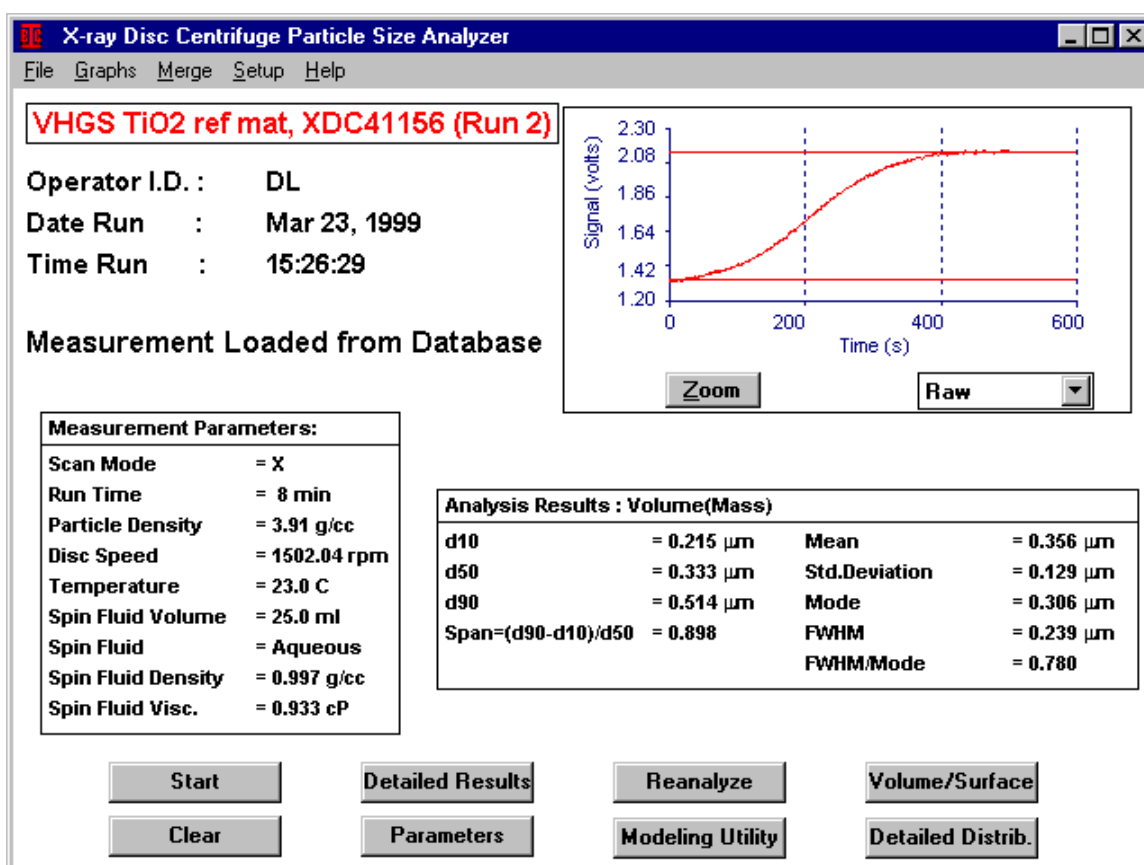 BIC X-ray Disc Centrifuge Particle Size Analyzer
File Graphs Merge Setup Help
VHGS TiO2 ref mat, XDC41156 (Run 2)
Operator I.D. : DL
Date Run : Mar 23, 1999
Time Run : 15:26:29
Measurement Loaded from Database
Signal (volts)
2.30
2.08
1.86
1.64
1.42
1.20
0 200 400 600
Time (s)
Zoom Raw
Measurement Parameters:
Scan Mode = X
Run Time = 8 min
Particle Density = 3.91 g/cc
Disc Speed = 1502.04 rpm
Temperature = 23.0 C
Spin Fluid Volume = 25.0 ml
Spin Fluid = Aqueous
Spin Fluid Density = 0.997 g/cc
Spin Fluid Visc. = 0.933 cP
Analysis Results : Volume(Mass)
d10 = 0.215 µm Mean = 0.356 µm
d50 = 0.333 µm Std.Deviation = 0.129 µm
d90 = 0.514 µm Mode = 0.306 µm
Span=(d90-d10)/d50 = 0.898 FWHM = 0.239 µm
FWHM/Mode = 0.780
Start Detailed Results Reanalyze Volume/Surface
Clear Parameters Modeling Utility Detailed Distrib.